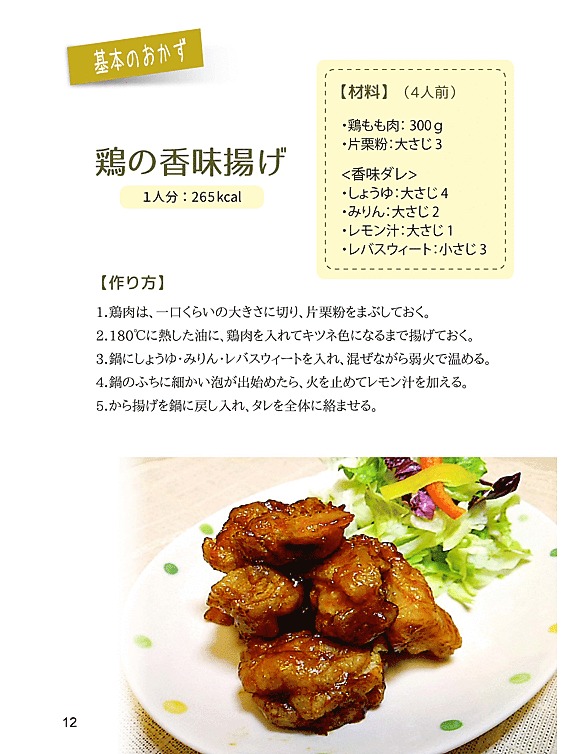 基本のおかず
鶏の香味揚げ
1人分：265kcal
【材料】（4人前）
・鶏もも肉：300g
・片栗粉：大さじ3
<香味ダレ>
・しょうゆ：大さじ4
・みりん：大さじ2
・レモン汁：大さじ1
・レバスウィート：小さじ3
【作り方】
1.鶏肉は、一口くらいの大きさに切り、片栗粉をまぶしておく。
2.180℃に熱した油に、鶏肉を入れてキツネ色になるまで揚げておく。
3.鍋にしょうゆ・みりん・レバスウィートを入れ、混ぜながら弱火で温める。
4.鍋のふちに細かい泡が出始めたら、火を止めてレモン汁を加える。
5.から揚げを鍋に戻し入れ、タレを全体に絡ませる。
12